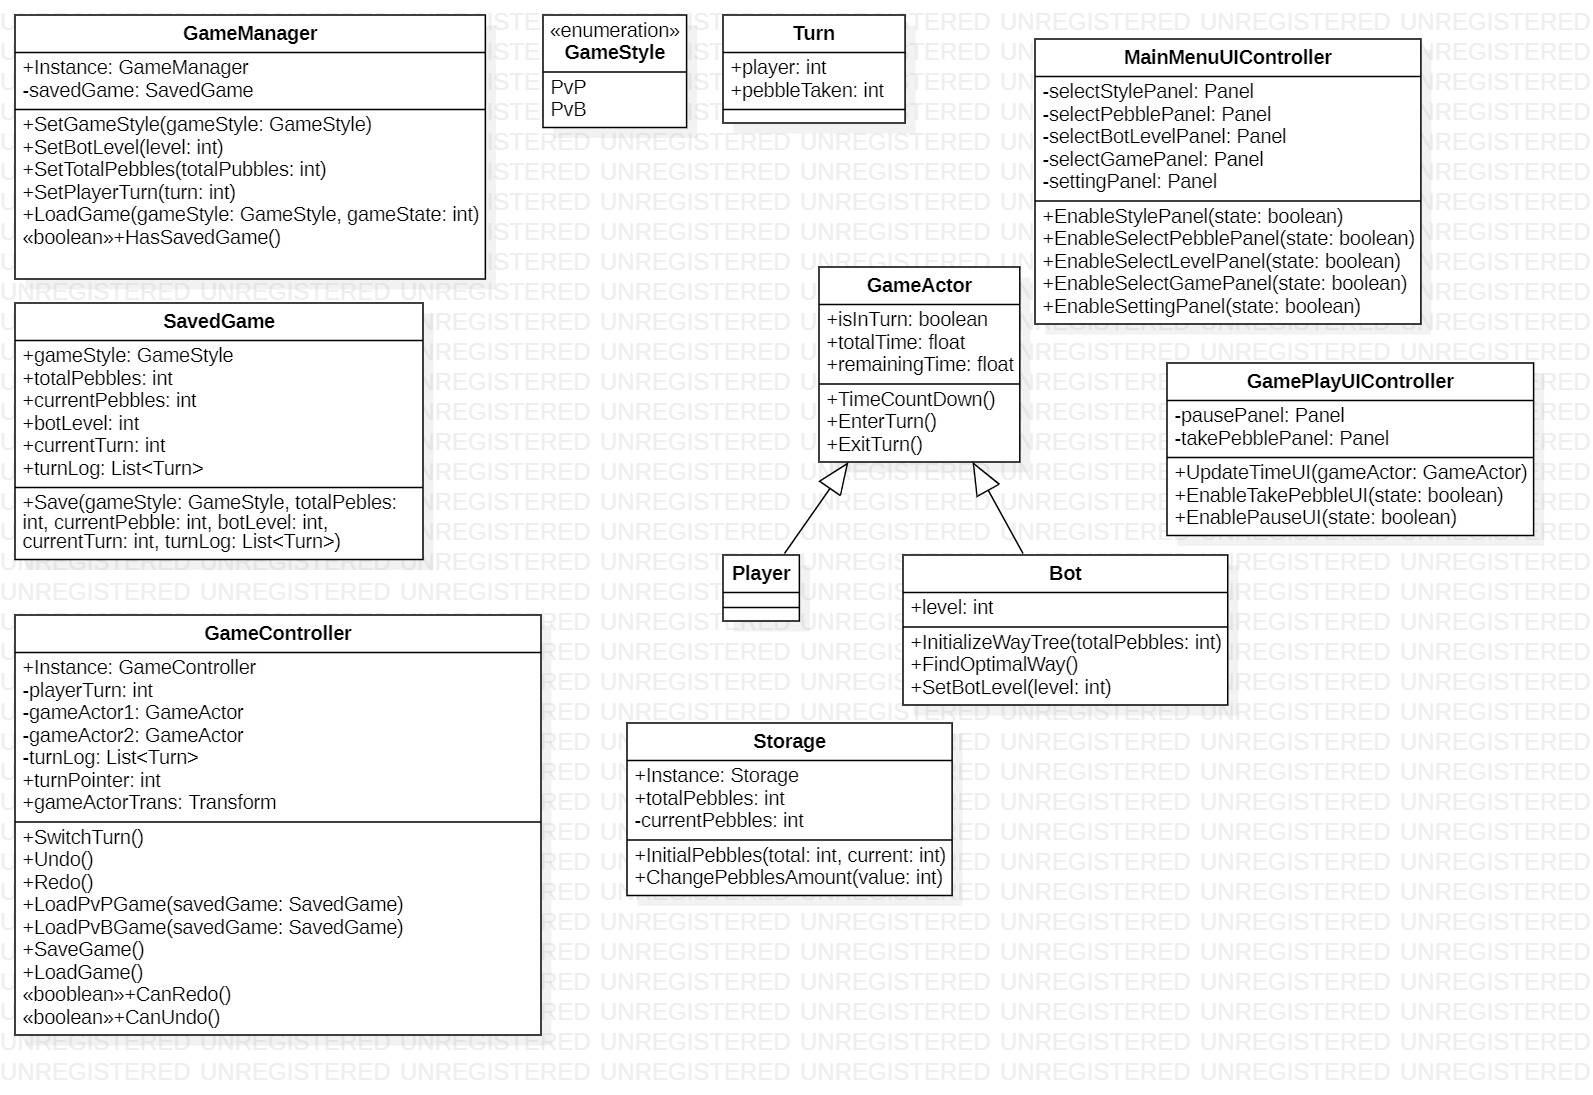 GameManager
+Instance: GameManager
-savedGame: SavedGame
+SetGameStyle(gameStyle: GameStyle)
+SetBotLevel(level: int)
+SetTotalPebbles(totalPubbles: int)
+SetPlayerTurn(turn: int)
+LoadGame(gameStyle: GameStyle, gameState: int)
«boolean»+HasSavedGame()
«enumeration»
GameStyle
PvP
PvB
Turn
+player: int
+pebbleTaken: int
MainMenuUIController
-selectStylePanel: Panel
-selectPebblePanel: Panel
-selectBotLevelPanel: Panel
-selectGamePanel: Panel
-settingPanel: Panel
+EnableStylePanel(state: boolean)
+EnableSelectPebblePanel(state: boolean)
+EnableSelectLevelPanel(state: boolean)
+EnableSelectGamePanel(state: boolean)
+EnableSettingPanel(state: boolean)
SavedGame
+gameStyle: GameStyle
+totalPebbles: int
+currentPebbles: int
+botLevel: int
+currentTurn: int
+turnLog: List<Turn>
+Save(gameStyle: GameStyle, totalPebles:
int, currentPebble: int, botLevel: int,
currentTurn: int, turnLog: List<Turn>)
GameActor
+isInTurn: boolean
+totalTime: float
+remainingTime: float
+TimeCountDown()
+EnterTurn()
+ExitTurn()
GamePlayUIController
-pausePanel: Panel
-takePebblePanel: Panel
+UpdateTimeUI(gameActor: GameActor)
+EnableTakePebbleUI(state: boolean)
+EnablePauseUI(state: boolean)
Player
Bot
+level: int
+InitializeWayTree(totalPebbles: int)
+FindOptimalWay()
+SetBotLevel(level: int)
GameController
+Instance: GameController
-playerTurn: int
-gameActor1: GameActor
-gameActor2: GameActor
-turnLog: List<Turn>
+turnPointer: int
+gameActorTrans: Transform
+SwitchTurn()
+Undo()
+Redo()
+LoadPvPGame(savedGame: SavedGame)
+LoadPvBGame(savedGame: SavedGame)
+SaveGame()
+LoadGame()
«booblean»+CanRedo()
«boolean»+CanUndo()
Storage
+Instance: Storage
+totalPebbles: int
-currentPebbles: int
+InitialPebbles(total: int, current: int)
+ChangePebblesAmount(value: int)
UNREGISTERED UNREGISTERED UNREGISTERED UNREGISTERED UNREGISTERED UNREGISTERED UNREGISTERED UNREGISTERED